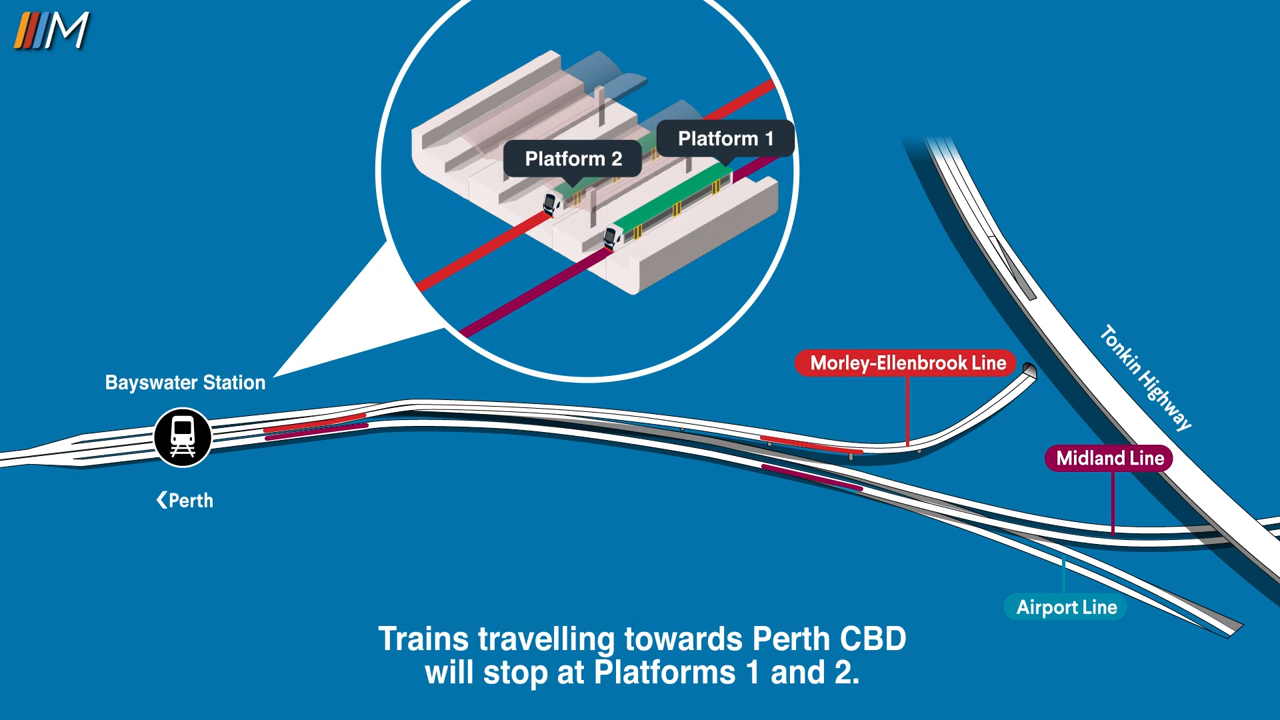 M
Platform 1
Platform 2
Morley-Ellenbrook Line
Tonkin Highway
Bayswater Station
Midland Line
Perth
Airport Line
Trains travelling towards Perth CBD
will stop at Platforms 1 and 2.